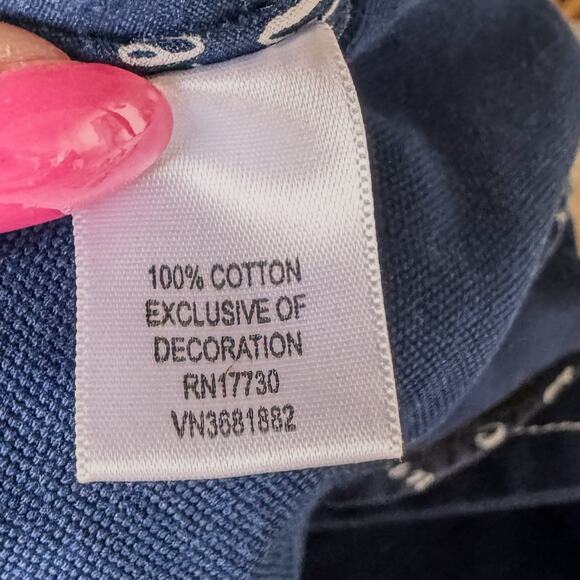 100% COTTON
EXCLUSIVE OF
DECORATION
RN17730
VN3681882